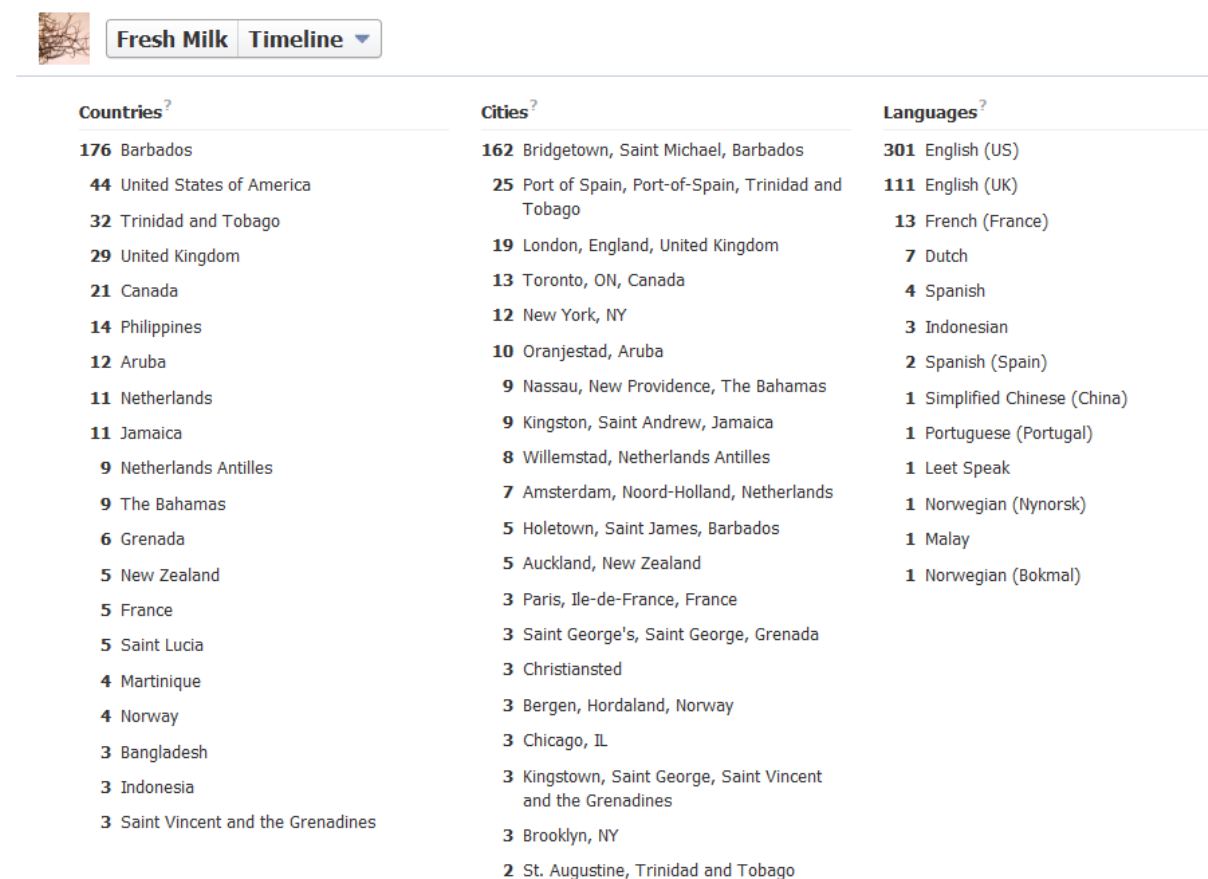 Fresh Milk Timeline
Countries?
176 Barbados
44 United States of America
32 Trinidad and Tobago
29 United Kingdom
21 Canada
14 Philippines
12 Aruba
11 Netherlands
11 Jamaica
9 Netherlands Antilles
9 The Bahamas
6 Grenada
5 New Zealand
5 France
5 Saint Lucia
4 Martinique
4 Norway
3 Bangladesh
3 Indonesia
3 Saint Vincent and the Grenadines
Cities?
162 Bridgetown, Saint Michael, Barbados
25 Port of Spain, Port-of-Spain, Trinidad and
Tobago
19 London, England, United Kingdom
13 Toronto, ON, Canada
12 New York, NY
10 Oranjestad, Aruba
9 Nassau, New Providence, The Bahamas
9 Kingston, Saint Andrew, Jamaica
8 Willemstad, Netherlands Antilles
7 Amsterdam, Noord-Holland, Netherlands
5 Holetown, Saint James, Barbados
5 Auckland, New Zealand
3 Paris, Ile-de-France, France
3 Saint George's, Saint George, Grenada
3 Christiansted
3 Bergen, Hordaland, Norway
3 Chicago, IL
3 Kingstown, Saint George, Saint Vincent
and the Grenadines
3 Brooklyn, NY
2 St. Augustine, Trinidad and Tobago
Languages?
301 English (US)
111 English (UK)
13 French (France)
7 Dutch
4 Spanish
3 Indonesian
2 Spanish (Spain)
1 Simplified Chinese (China)
1 Portuguese (Portugal)
1 Leet Speak
1 Norwegian (Nynorsk)
1 Malay
1 Norwegian (Bokmal)